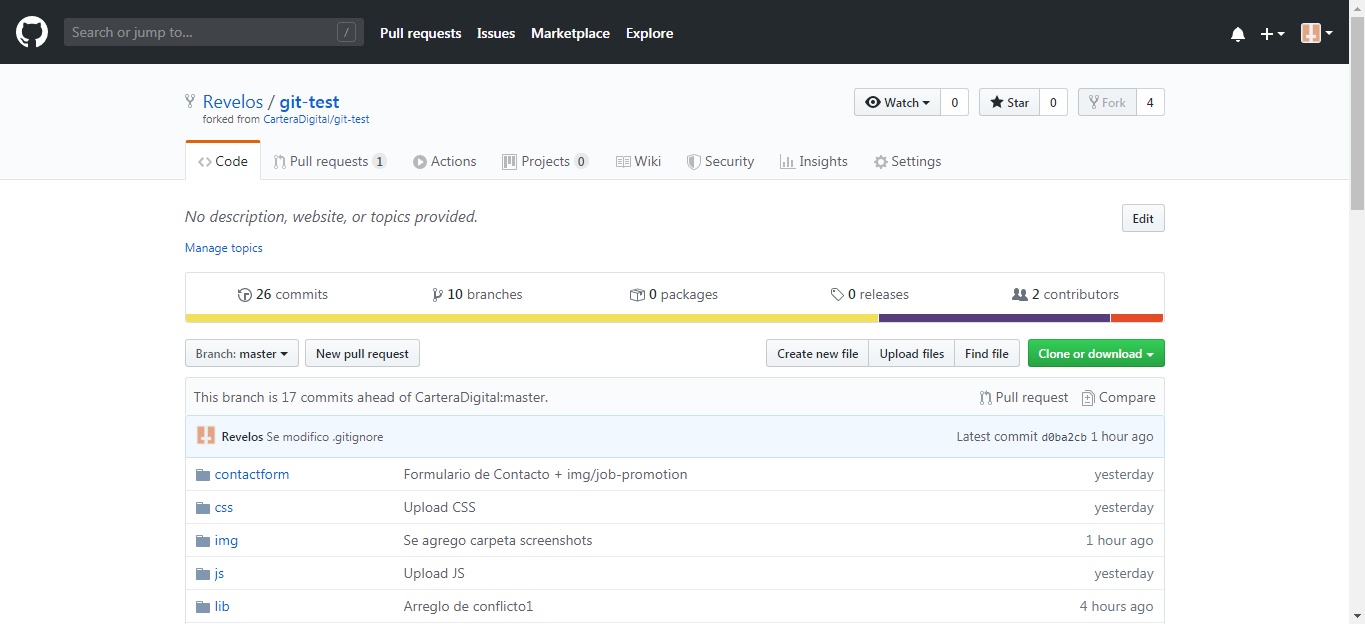 Search or jump to... / Pull requests Issues Marketplace Explore
Revelos / git-test Watch 0 Star 0 Fork 4
forked from CarteraDigital/git-test
Code Pull requests 1 Actions Projects 0 Wiki Security Insights Settings
No description, website, or topics provided. Edit
Manage topics
26 commits 10 branches 0 packages 0 releases 2 contributors
Branch: master New pull request Create new file Upload files Find file Clone or download
This branch is 17 commits ahead of CarteraDigital:master. Pull request Compare
Revelos Se modifico .gitignore Latest commit d0ba2cb 1 hour ago
contactform Formulario de Contacto + img/job-promotion yesterday
css Upload CSS yesterday
img Se agrego carpeta screenshots 1 hour ago
js Upload JS yesterday
lib Arreglo de conflicto1 4 hours ago